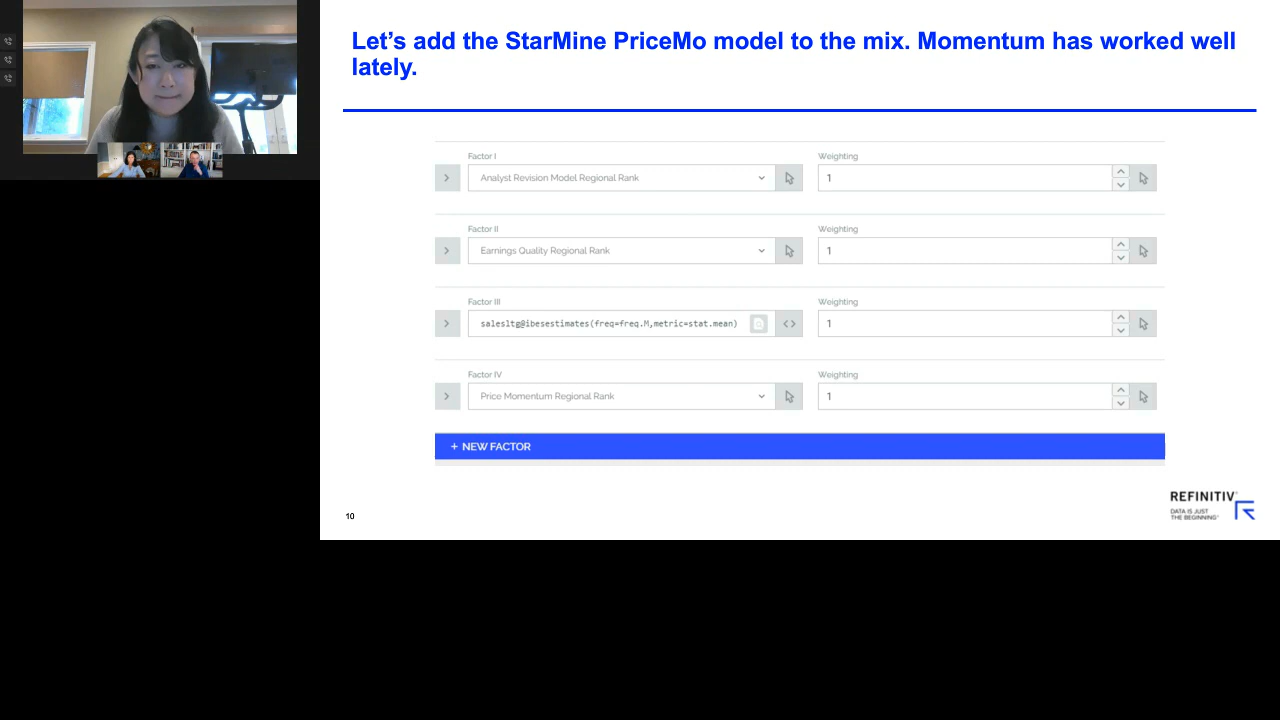 Let's add the StarMine PriceMo model to the mix. Momentum has worked well
lately.
Factor I
Weighting
Analyst Revision Model Regional Rank
1
Factor II
Weighting
Earnings Quality Regional Rank
1
Factor III
Weighting
salesltg@ibesestimates(freq=freq.M,metric=stat.mean)
1
Factor IV
Weighting
Price Momentum Regional Rank
1
+ NEW FACTOR
REFINITIV
DATA IS JUST
THE BEGINNING
10